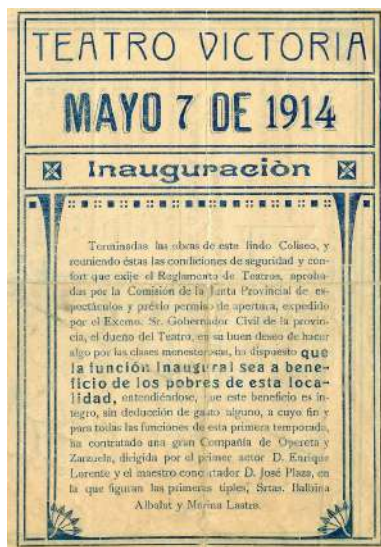 TEATRO VICTORIA
MAYO 7 DE 1914
Inauguraciòn
Terminadas las obras de este lindo Coliseo, y
reuniendo éstas las condiciones de seguridad y con-
fort que exije el Reglamento de Teatros, aproba-
das por la Comisión de la Junta Provincial de es-
pectáculos y prévio permiso de apertura, expedido
por el Excmo. Sr. Gobernador Civil de la provin-
cia, el dueño del Teatro, en su buen deseo de hacer
algo por las clases menesterosas, ha dispuesto que
la función Inaugural sea a bene-
ficio de los pobres de esta loca-
lidad, entendiéndose, que este beneficio es ín-
tegro, sin deducción de gasto alguno, a cuyo fin y
para todas las funciones de esta primera temporada,
ha contratado una gran Compañía de Opereta y
Zarzuela, dirigida por el primer actor D. Enrique
Lorente y el maestro concertador D. José Plaza, en
la que figuran las primeras tiples, Srtas. Balbina
Albalat y Marina Lastra.